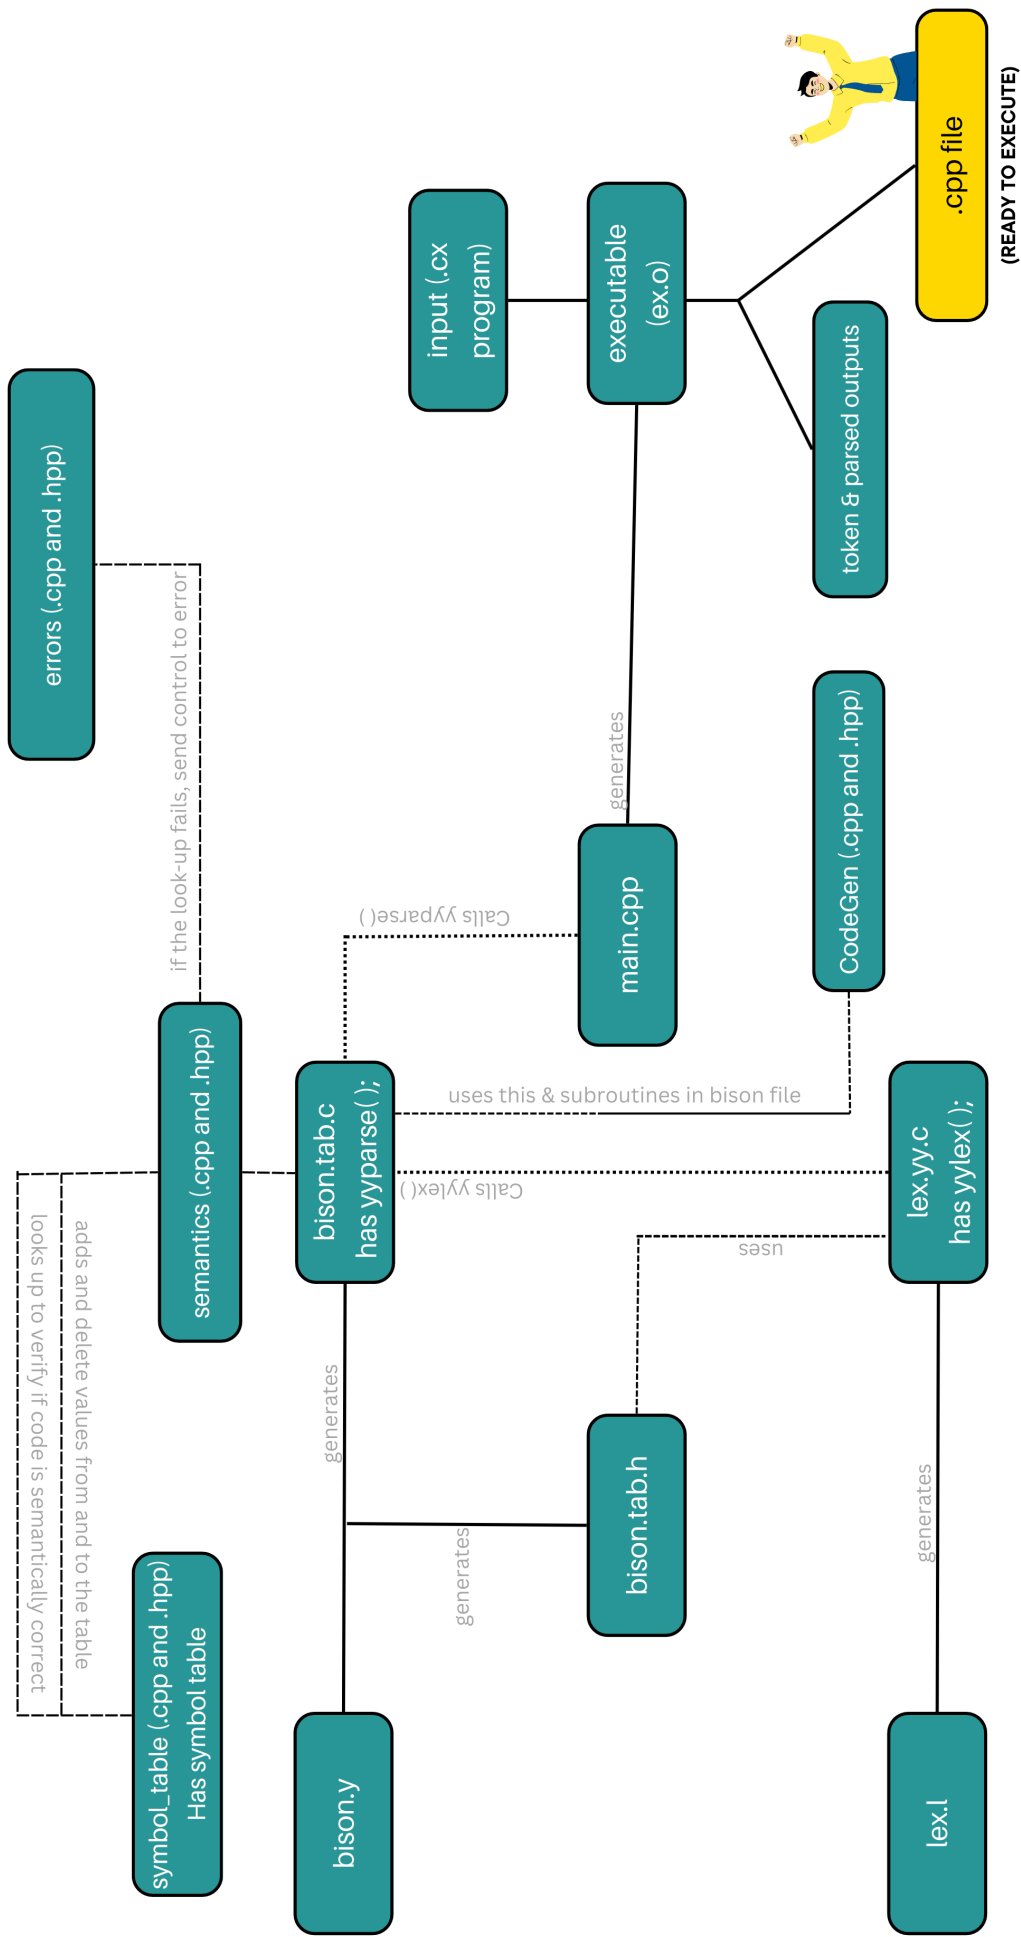 symbol_table (.cpp and .hpp)
Has symbol table
looks up to verify if code is semantically correct
adds and delete values from and to the table
semantics (.cpp and .hpp)
if the look-up fails, send control to error
errors (.cpp and .hpp)
bison.y
generates
generates
bison.tab.h
bison.tab.c
has yyparse( );
Calls yyparse( )
uses this & subroutines in bison file
Calls yylex( )
uses
main.cpp
generates
input (.cx
program)
executable
(ex.o)
lex.l
generates
lex.yy.c
has yylex( );
CodeGen (.cpp and .hpp)
token & parsed outputs
.cpp file
(READY TO EXECUTE)